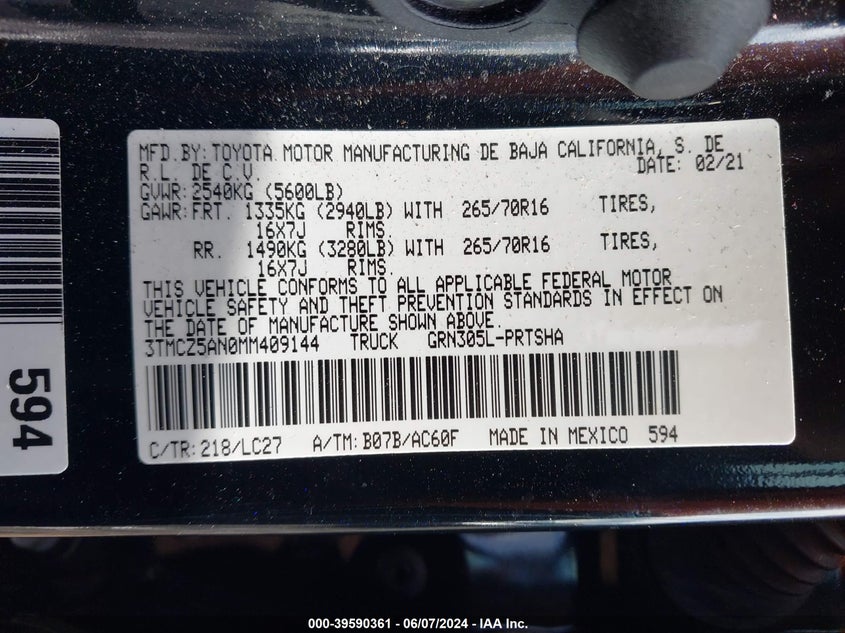 MFD.BY: TOYOTA MOTOR MANUFACTURING DE BAJA CALIFORNIA, S. DE
R.L. DE C.V. DATE: 02/21
GVWR: 2540KG (5600LB)
GAWR: FRT. 1335KG (2940LB) WITH 265/70R16 TIRES,
16X7J RIMS.
RR. 1490KG (3280LB) WITH 265/70R16 TIRES,
16X7J RIMS.
THIS VEHICLE CONFORMS TO ALL APPLICABLE FEDERAL MOTOR
VEHICLE SAFETY AND THEFT PREVENTION STANDARDS IN EFFECT ON
THE DATE OF MANUFACTURE SHOWN ABOVE.
3TMCZ5AN0MM409144 TRUCK GRN305L-PRTSHA
C/TR: 218/LC27 A/TM: B07B/AC60F MADE IN MEXICO 594
594
000-39590361 - 06/07/2024 - IAA Inc.